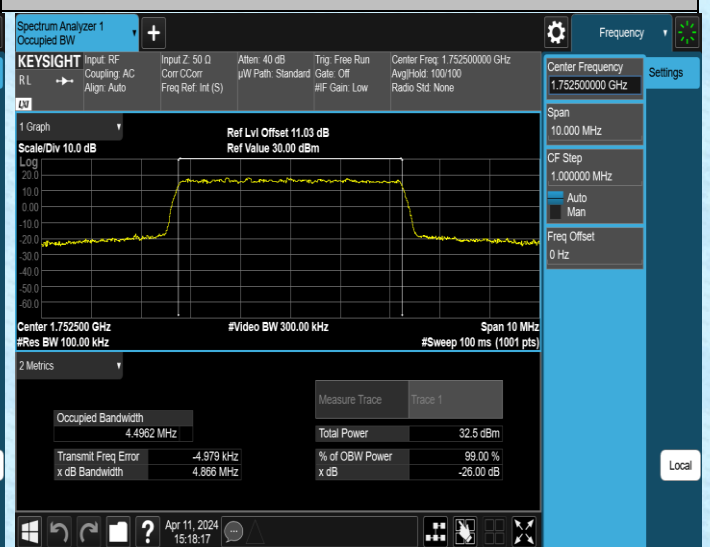 Spectrum Analyzer 1
Occupied BW
+
Frequency
KEYSIGHT
RL
Input: RF
Coupling: AC
Align: Auto
Input Z: 50 Ω
Corr CCorr
Freq Ref: Int (S)
Atten: 40 dB
µW Path: Standard
Trig: Free Run
Gate: Off
#IF Gain: Low
Center Freq: 1.752500000 GHz
Avg|Hold: 100/100
Radio Std: None
LXI
Center Frequency
1.752500000 GHz
Settings
Span
10.000 MHz
CF Step
1.000000 MHz
Auto
Man
Freq Offset
0 Hz
1 Graph
Ref Lvl Offset 11.03 dB
Scale/Div 10.0 dB
Ref Value 30.00 dBm
Log
20.0
10.0
0.00
-10.0
-20.0
-30.0
-40.0
-50.0
-60.0
Center 1.752500 GHz
#Video BW 300.00 kHz
Span 10 MHz
#Res BW 100.00 kHz
#Sweep 100 ms (1001 pts)
2 Metrics
Measure Trace
Trace 1
Occupied Bandwidth
4.4962 MHz
Total Power
32.5 dBm
Transmit Freq Error
-4.979 kHz
% of OBW Power
99.00 %
x dB Bandwidth
4.866 MHz
x dB
-26.00 dB
Local
?
Apr 11, 2024
15:18:17